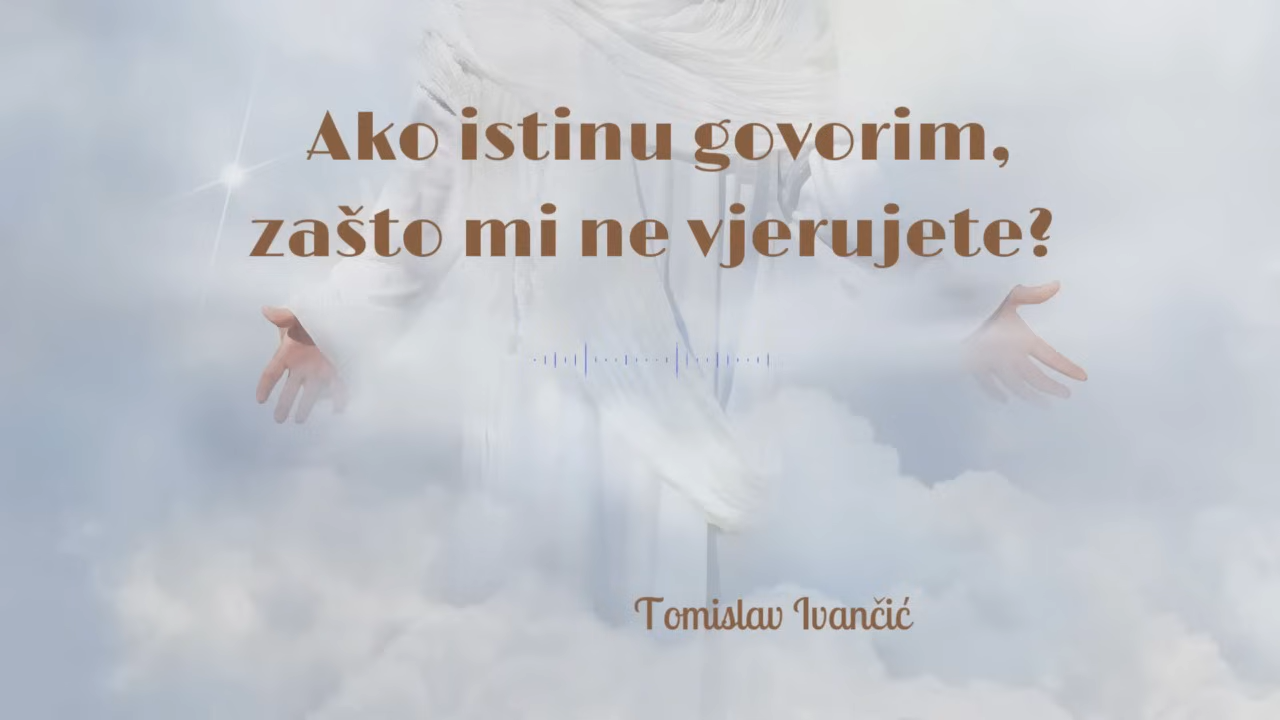 Ako istinu govorim,
zašto mi ne vjerujete?
Tomislav Ivančić